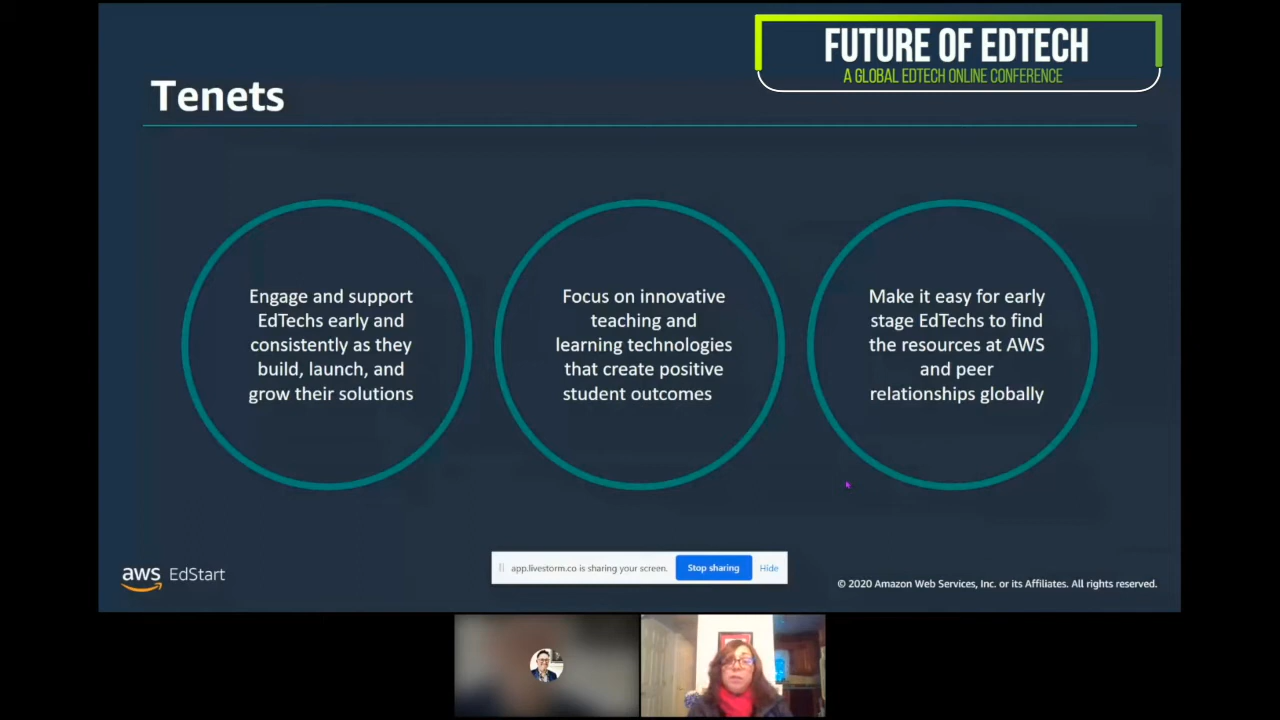 FUTURE OF EDTECH
A GLOBAL EDTECH ONLINE CONFERENCE
Tenets
Engage and support
EdTechs early and
consistently as they
build, launch, and
grow their solutions
Focus on innovative
teaching and
learning technologies
that create positive
student outcomes
Make it easy for early
stage EdTechs to find
the resources at AWS
and peer
relationships globally
aws EdStart
app.livestorm.co is sharing your screen. Stop sharing Hide
© 2020 Amazon Web Services, Inc. or its Affiliates. All rights reserved.